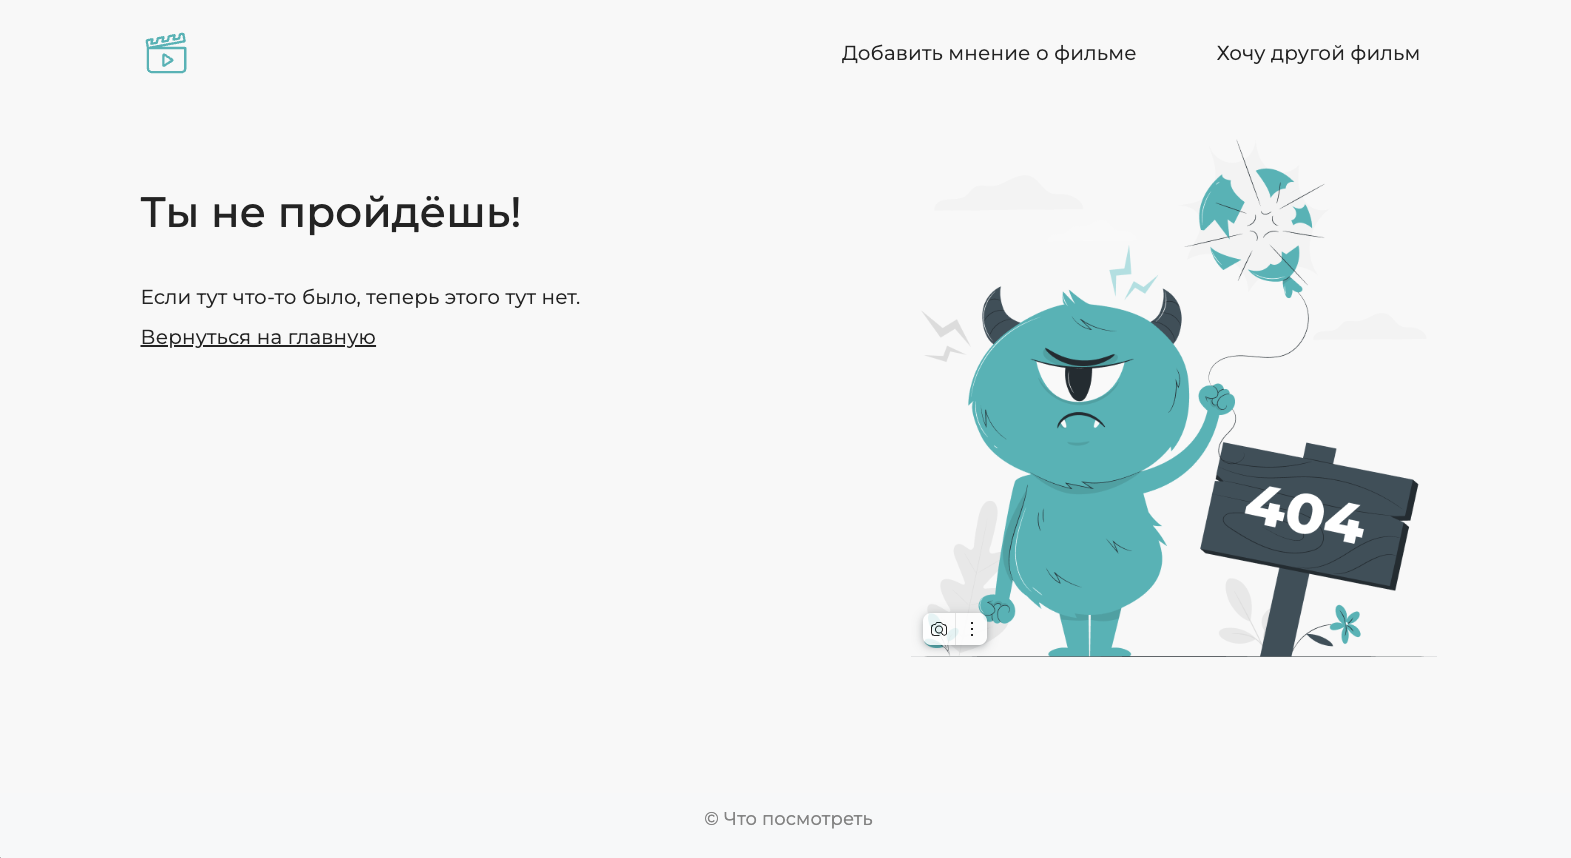 Добавить мнение о фильме
Хочу другой фильм
Ты не пройдёшь!
Если тут что-то было, теперь этого тут нет.
Вернуться на главную
404
© Что посмотреть